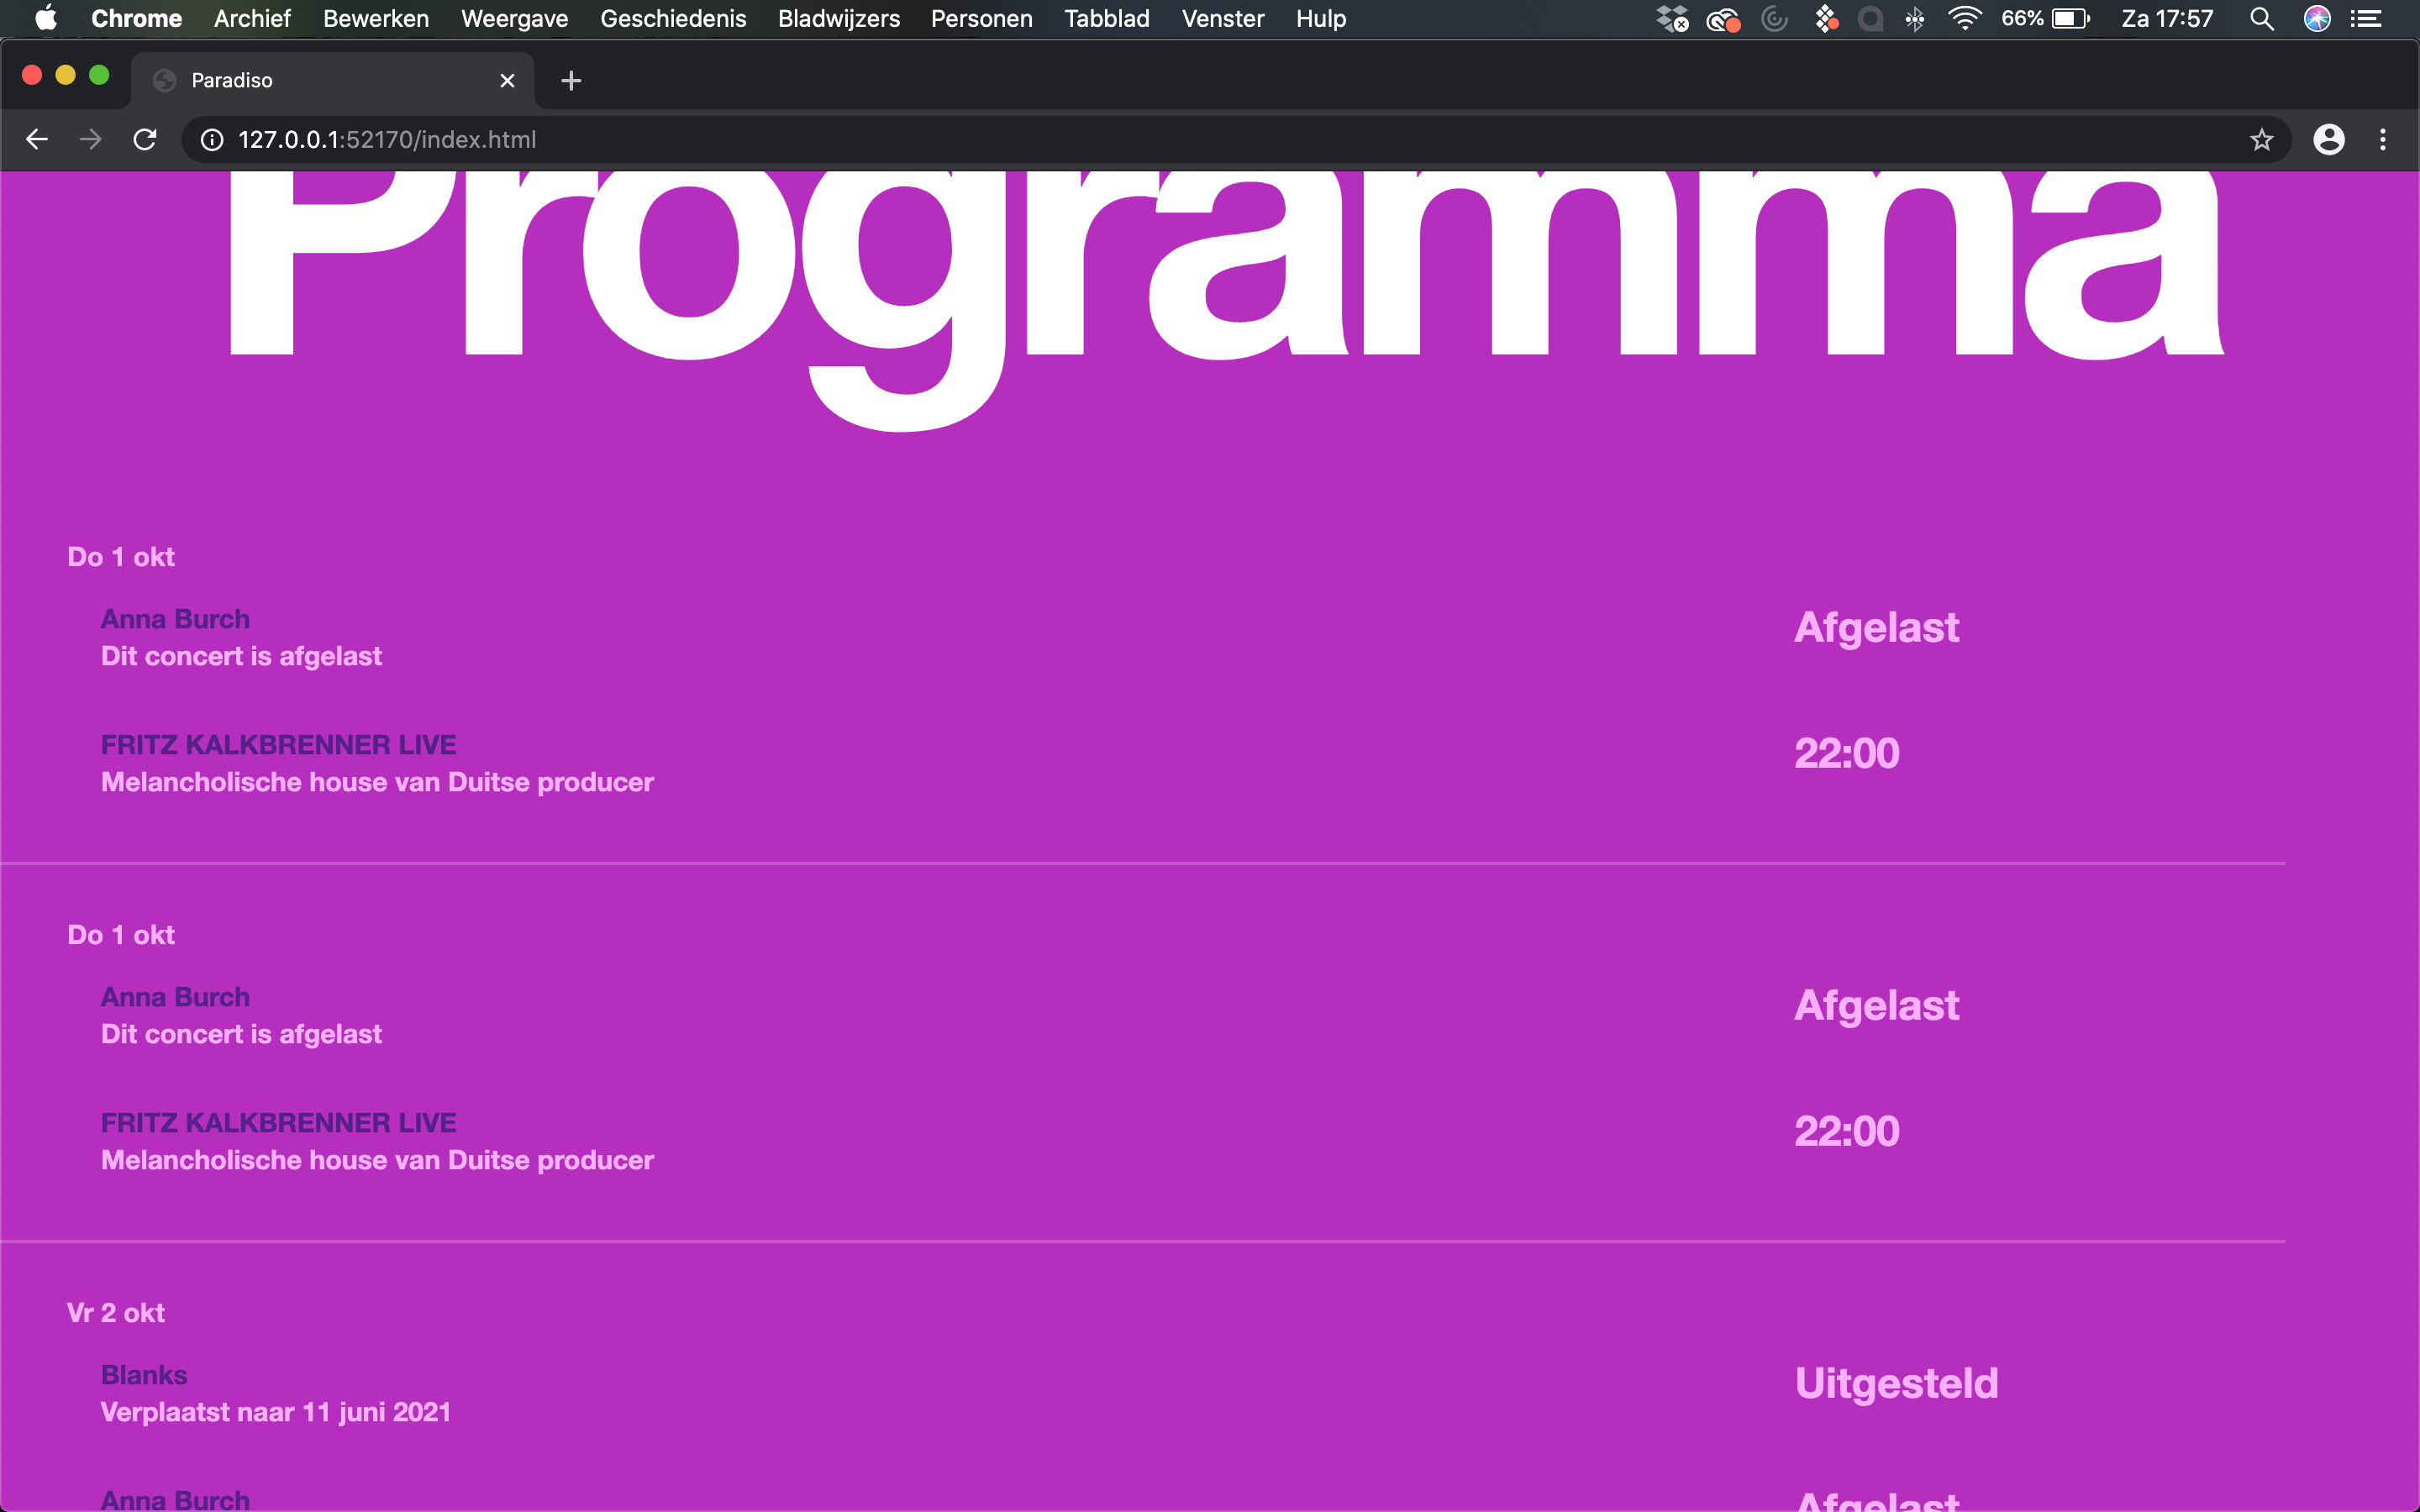 Chrome Archief Bewerken Weergave Geschiedenis Bladwijzers Personen Tabblad Venster Hulp 66% Za 17:57
Paradiso
127.0.0.1:52170/index.html
Programma
Do 1 okt
Anna Burch Afgelast
Dit concert is afgelast
FRITZ KALKBRENNER LIVE 22:00
Melancholische house van Duitse producer
Do 1 okt
Anna Burch Afgelast
Dit concert is afgelast
FRITZ KALKBRENNER LIVE 22:00
Melancholische house van Duitse producer
Vr 2 okt
Blanks Uitgesteld
Verplaatst naar 11 juni 2021
Anna Burch Afgelast